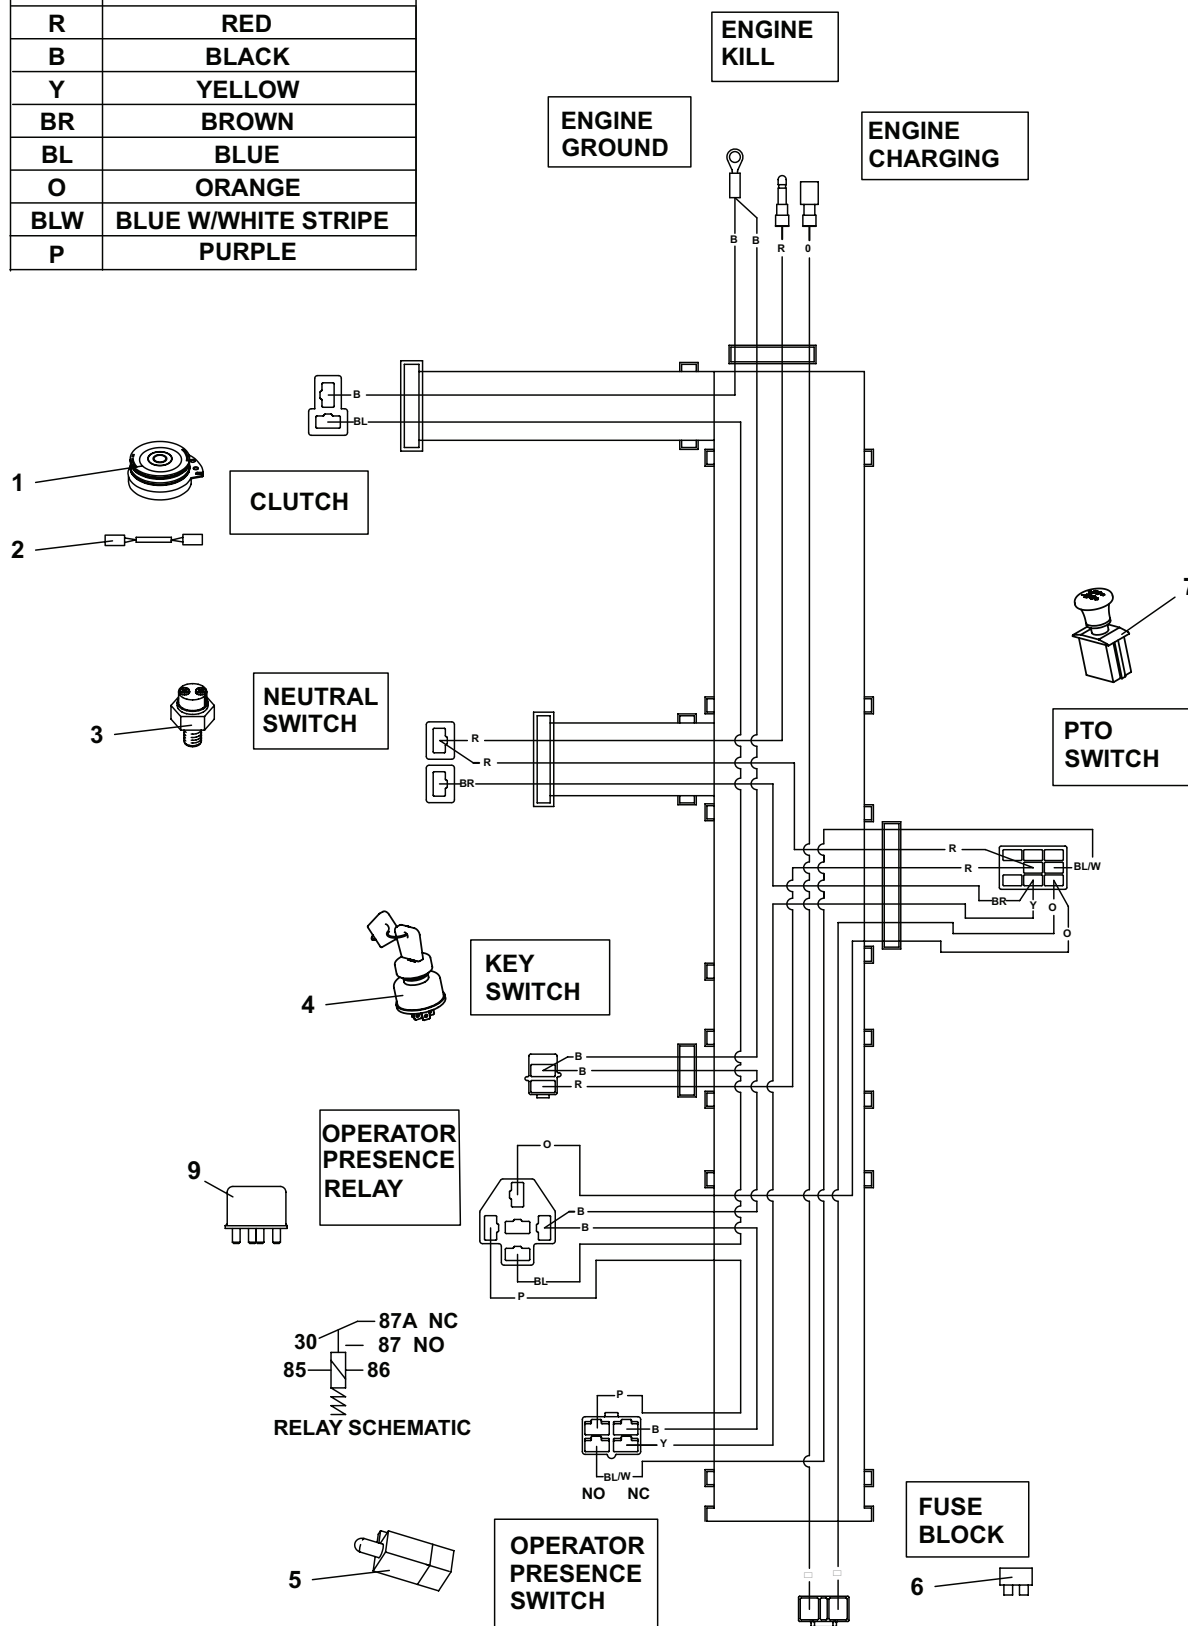 R RED
B BLACK
Y YELLOW
BR BROWN
BL BLUE
O ORANGE
BLW BLUE W/WHITE STRIPE
P PURPLE
ENGINE
KILL
ENGINE
GROUND
ENGINE
CHARGING
B B R 0
B
BL
1
CLUTCH
2
7
NEUTRAL
SWITCH
3
R
R
BR
PTO
SWITCH
R
R BL/W
BR Y O
O
KEY
SWITCH
4
B
B
R
OPERATOR
PRESENCE
RELAY
9
O
B
B
BL
P
87A NC
30 87 NO
85 86
RELAY SCHEMATIC
P
B
Y
BL/W
NO NC
FUSE
BLOCK
OPERATOR
PRESENCE
SWITCH
5
6